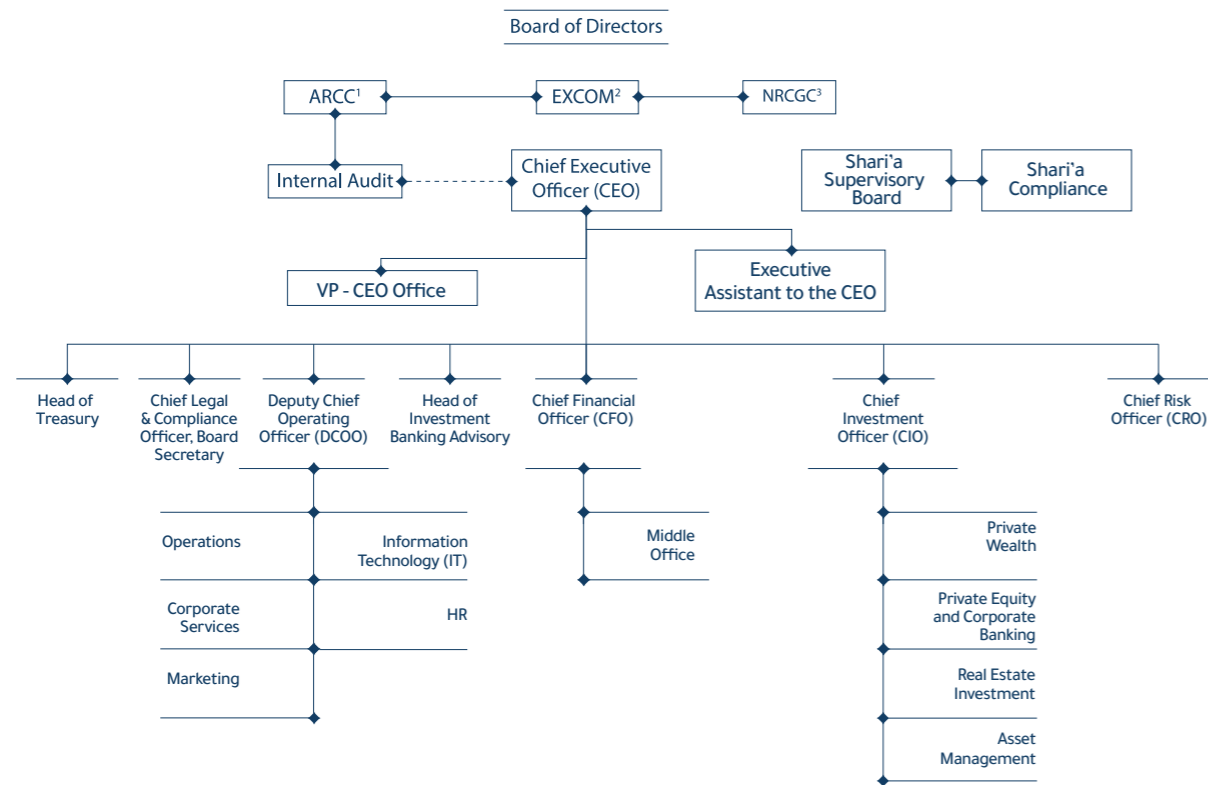 Board of Directors
ARCC¹
EXCOM²
NRCGC³
Internal Audit
Chief Executive
Officer (CEO)
Shari'a
Supervisory
Board
Shari'a
Compliance
VP - CEO Office
Executive
Assistant to the CEO
Head of
Treasury
Chief Legal
& Compliance
Officer, Board
Secretary
Deputy Chief
Operating
Officer (DCOO)
Head of
Investment
Banking Advisory
Chief Financial
Officer (CFO)
Chief
Investment
Officer (CIO)
Chief Risk
Officer (CRO)
Operations
Information
Technology (IT)
Corporate
Services
HR
Marketing
Middle
Office
Private
Wealth
Private Equity
and Corporate
Banking
Real Estate
Investment
Asset
Management